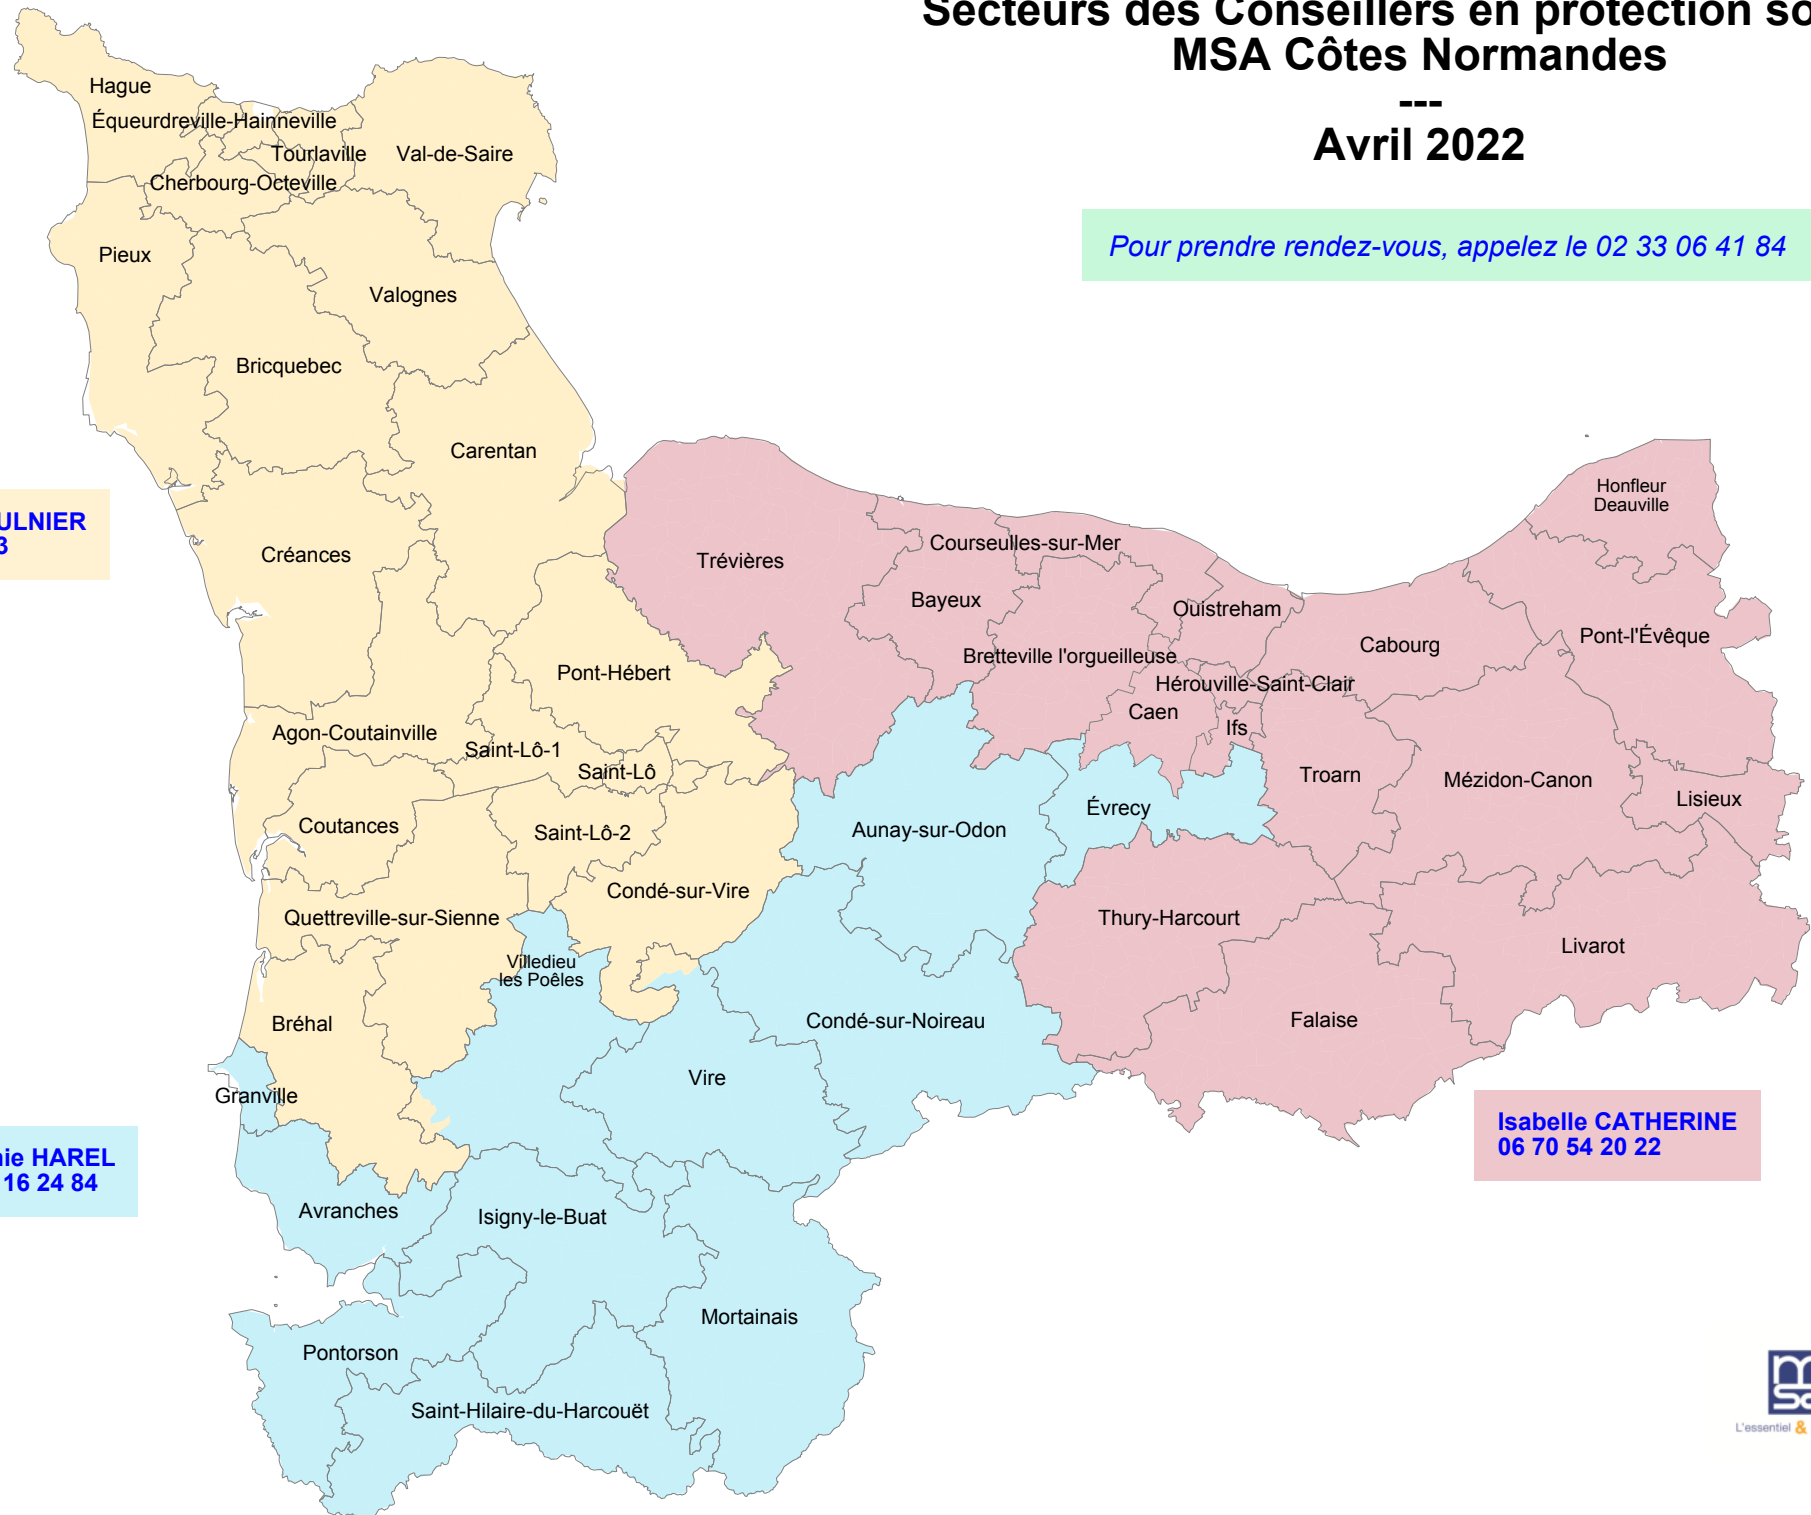 Secteurs des Conseillers en protection
MSA Côtes Normandes
---
Avril 2022
Pour prendre rendez-vous, appelez le 02 33 06 41 84
Hague
Équeurdreville-Hainneville
Tourlaville
Val-de-Saire
Cherbourg-Octeville
Pieux
Valognes
Bricquebec
Carentan
Créances
Pont-Hébert
Agon-Coutainville
Saint-Lô-1
Saint-Lô
Coutances
Saint-Lô-2
Condé-sur-Vire
Quettreville-sur-Sienne
Villedieu
les Poêles
Bréhal
Granville
Vire
Condé-sur-Noireau
Avranches
Isigny-le-Buat
Mortainais
Pontorson
Saint-Hilaire-du-Harcouët
Trévières
Courseulles-sur-Mer
Bayeux
Ouistreham
Bretteville l'orgueilleuse
Cabourg
Honfleur
Deauville
Pont-l'Évêque
Hérouville-Saint-Clair
Caen
Ifs
Troarn
Mézidon-Canon
Lisieux
Évrecy
Aunay-sur-Odon
Thury-Harcourt
Livarot
Falaise
ULNIER
3
HAREL
16 24 84
Isabelle CATHERINE
06 70 54 20 22
L'essentiel &